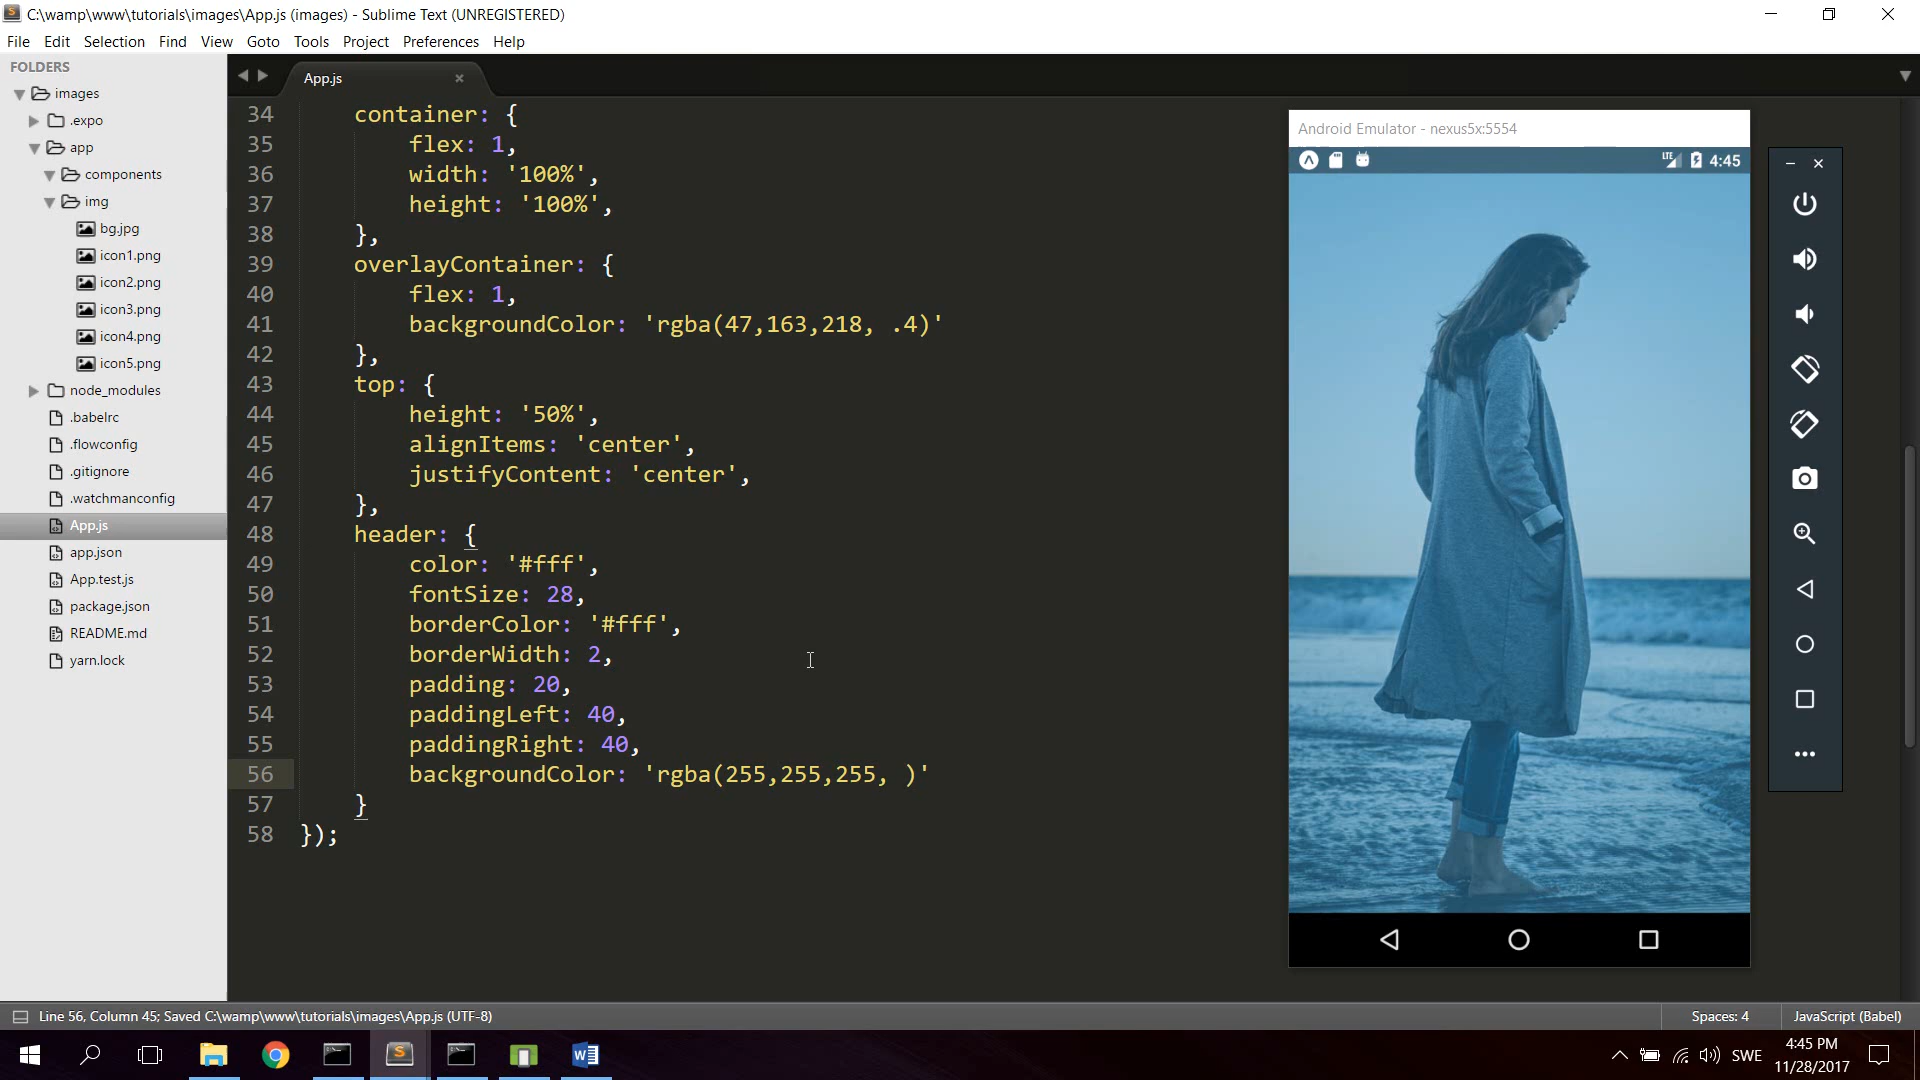 C:\wamp\www\tutorials\images\App.js (images) - Sublime Text (UNREGISTERED)
File Edit Selection Find View Goto Tools Project Preferences Help
FOLDERS
images
.expo
app
components
img
bg.jpg
icon1.png
icon2.png
icon3.png
icon4.png
icon5.png
node_modules
.babelrc
.flowconfig
.gitignore
.watchmanconfig
App.js
app.json
App.test.js
package.json
README.md
yarn.lock
App.js
34 container: {
35 flex: 1,
36 width: '100%',
37 height: '100%',
38 },
39 overlayContainer: {
40 flex: 1,
41 backgroundColor: 'rgba(47,163,218, .4)'
42 },
43 top: {
44 height: '50%',
45 alignItems: 'center',
46 justifyContent: 'center',
47 },
48 header: {
49 color: '#fff',
50 fontSize: 28,
51 borderColor: '#fff',
52 borderWidth: 2,
53 padding: 20,
54 paddingLeft: 40,
55 paddingRight: 40,
56 backgroundColor: 'rgba(255,255,255, )'
57 }
58 });
Android Emulator - nexus5x:5554
LTE 4:45
Line 56, Column 45; Saved C:\wamp\www\tutorials\images\App.js (UTF-8)
Spaces: 4
JavaScript (Babel)
SWE
4:45 PM
11/28/2017